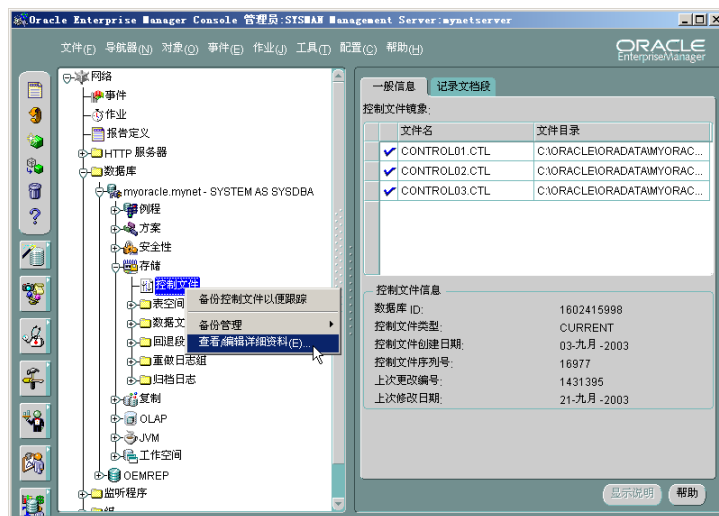 Oracle Enterprise Manager Console 管理员:SYSMAN Management Server:mynetserver
文件(F) 导航器(N) 对象(O) 事件(E) 作业(J) 工具(T) 配置(C) 帮助(H)
ORACLE
EnterpriseManager
网络
事件
作业
报告定义
HTTP 服务器
数据库
myoracle.mynet - SYSTEM AS SYSDBA
例程
方案
安全性
存储
控制文件
表空间
数据文
回退段
重做日志组
归档日志
复制
OLAP
JVM
工作空间
OEMREP
监听程序
备份控制文件以便跟踪
备份管理
查看/编辑详细资料(E)...
一般信息 记录文档段
控制文件镜象:
文件名 文件目录
CONTROL01.CTL C:\ORACLE\ORADATA\MYORAC...
CONTROL02.CTL C:\ORACLE\ORADATA\MYORAC...
CONTROL03.CTL C:\ORACLE\ORADATA\MYORAC...
控制文件信息
数据库 ID: 1602415998
控制文件类型: CURRENT
控制文件创建日期: 03-九月 -2003
控制文件序列号: 16977
上次更改编号: 1431395
上次修改日期: 21-九月 -2003
显示说明 帮助